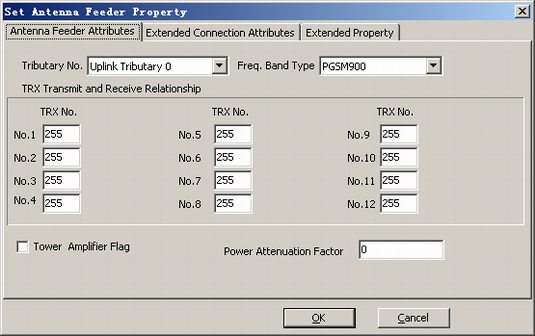 Set Antenna Feeder Property
Antenna Feeder Attributes Extended Connection Attributes Extended Property
Tributary No. Uplink Tributary 0 Freq. Band Type PGSM900
TRX Transmit and Receive Relationship
TRX No. TRX No. TRX No.
No.1 255 No.5 255 No.9 255
No.2 255 No.6 255 No.10 255
No.3 255 No.7 255 No.11 255
No.4 255 No.8 255 No.12 255
Tower Amplifier Flag Power Attenuation Factor 0
OK Cancel